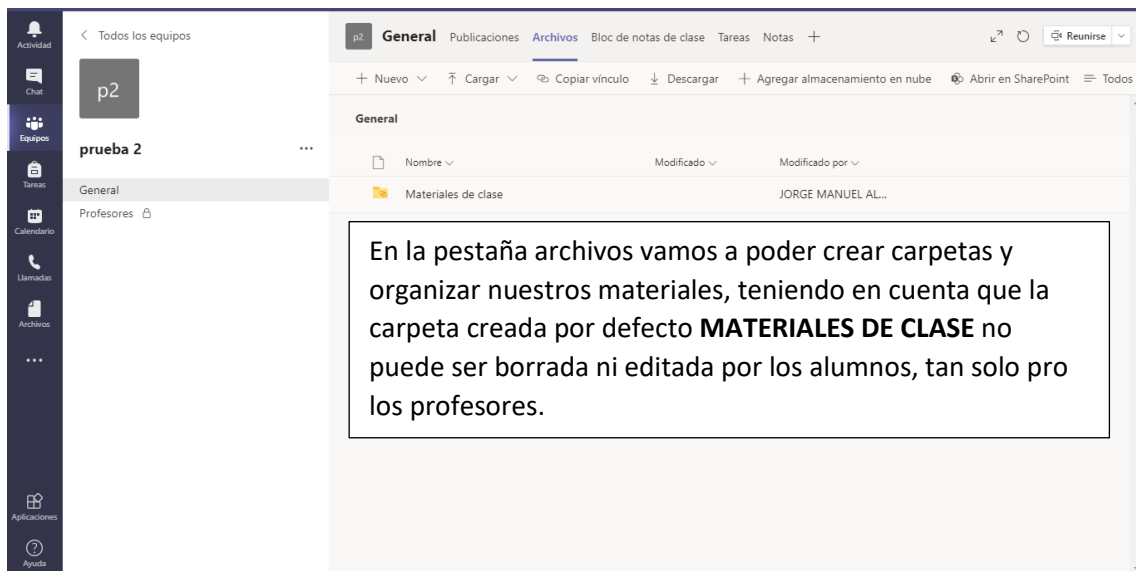 Actividad
Chat
Equipos
Tareas
Calendario
Llamadas
Archivos
Aplicaciones
Ayuda
< Todos los equipos
p2
prueba 2 ...
General
Profesores
p2 General Publicaciones Archivos Bloc de notas de clase Tareas Notas + Reunirse
+ Nuevo Cargar Copiar vínculo Descargar + Agregar almacenamiento en nube Abrir en SharePoint Todos
General
Nombre Modificado Modificado por
Materiales de clase JORGE MANUEL AL...
En la pestaña archivos vamos a poder crear carpetas y
organizar nuestros materiales, teniendo en cuenta que la
carpeta creada por defecto MATERIALES DE CLASE no
puede ser borrada ni editada por los alumnos, tan solo pro
los profesores.